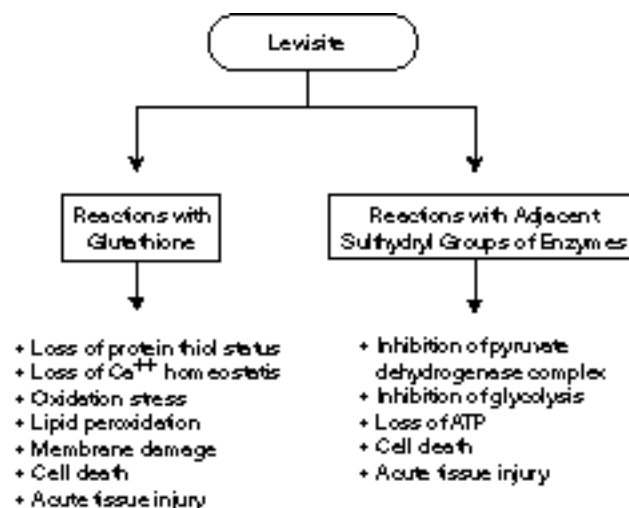 Lewisite
Reactions with
Glutathione
Reactions with Adjacent
Sulfhydryl Groups of Enzymes
+ Loss of protein thiol status
+ Loss of Ca++ homeostatis
+ Oxidation stress
+ Lipid peroxidation
+ Membrane damage
+ Cell death
+ Acute tissue injury
+ Inhibition of pyruvate
dehydrogenase complex
+ Inhibition of glycolysis
+ Loss of ATP
+ Cell death
+ Acute tissue injury